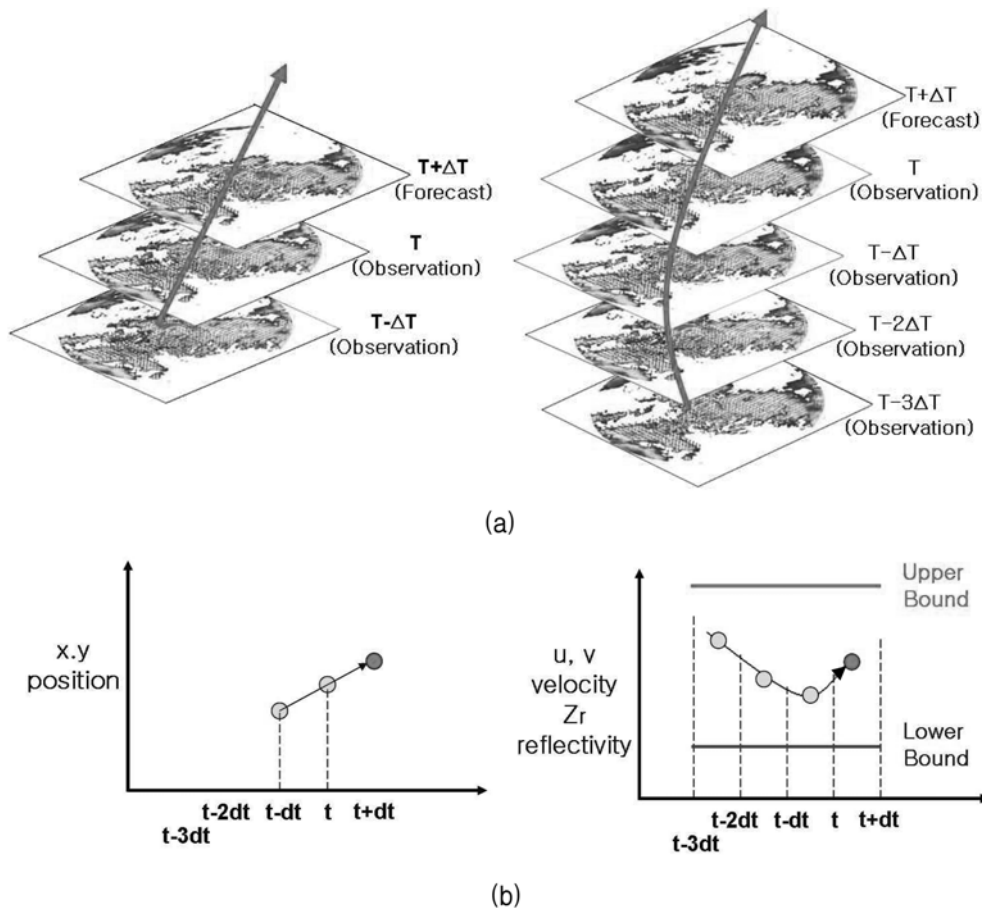 T+ΔT
(Forecast)
T
(Observation)
T-ΔT
(Observation)
T+ΔT
(Forecast)
T
(Observation)
T-ΔT
(Observation)
T-2ΔT
(Observation)
T-3ΔT
(Observation)
(a)
x.y
position
t-2dt t-dt t t+dt
t-3dt
Upper
Bound
u, v
velocity
Zr
reflectivity
Lower
Bound
t-2dt t-dt t t+dt
t-3dt
(b)